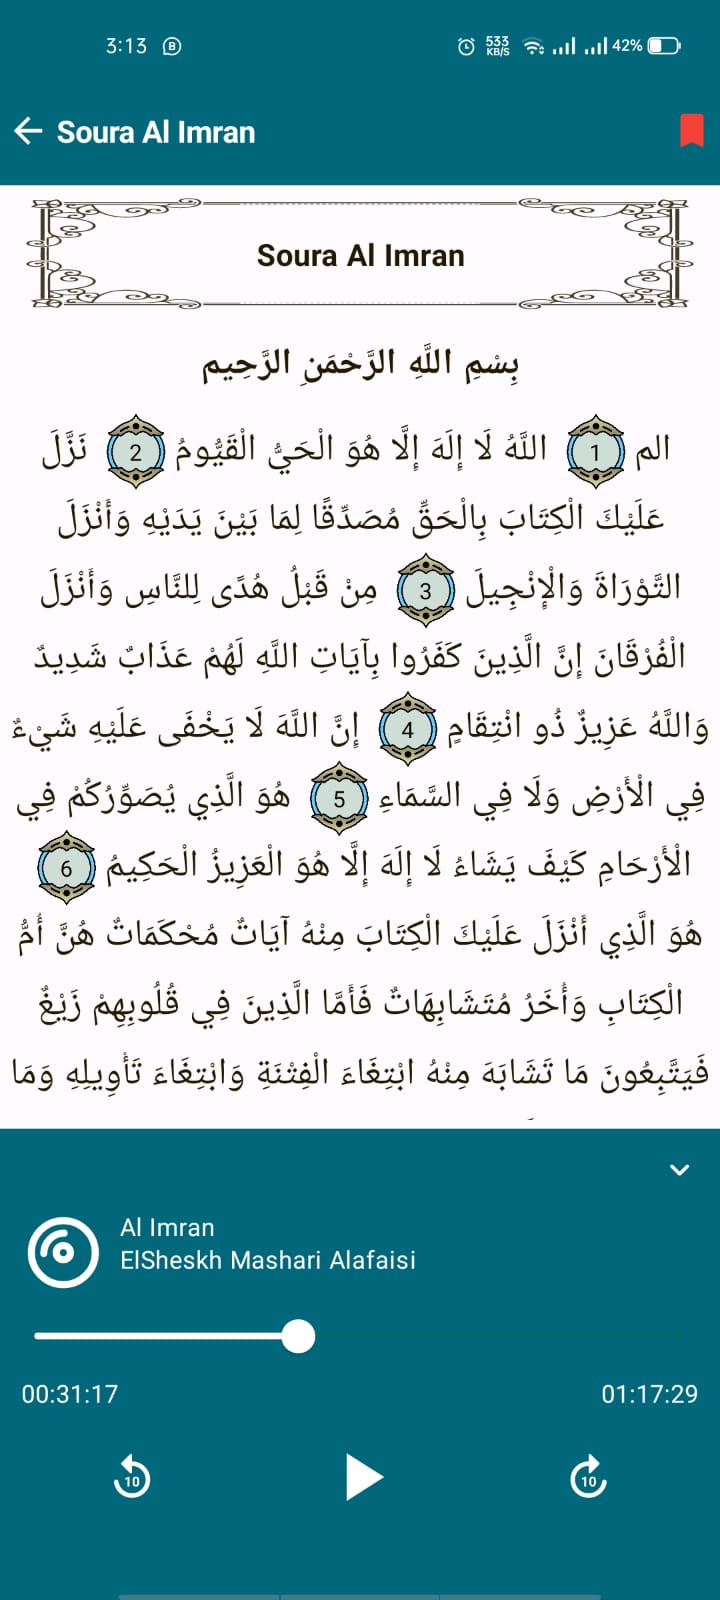 3:13 B 533 KB/S 42%
Soura Al Imran
Soura Al Imran
بِسْمِ اللَّهِ الرَّحْمَنِ الرَّحِيم
الم 1 اللَّهُ لَا إِلَهَ إِلَّا هُوَ الْحَيُّ الْقَيُّومُ 2 نَزَّلَ
عَلَيْكَ الْكِتَابَ بِالْحَقِّ مُصَدِّقًا لِمَا بَيْنَ يَدَيْهِ وَأَنْزَلَ
التَّوْرَاةَ وَالْإِنْجِيلَ 3 مِنْ قَبْلُ هُدًى لِلنَّاسِ وَأَنْزَلَ
الْفُرْقَانَ إِنَّ الَّذِينَ كَفَرُوا بِآيَاتِ اللَّهِ لَهُمْ عَذَابٌ شَدِيدٌ
وَاللَّهُ عَزِيزٌ ذُو انْتِقَامٍ 4 إِنَّ اللَّهَ لَا يَخْفَى عَلَيْهِ شَيْءٌ
فِي الْأَرْضِ وَلَا فِي السَّمَاءِ 5 هُوَ الَّذِي يُصَوِّرُكُمْ فِي
الْأَرْحَامِ كَيْفَ يَشَاءُ لَا إِلَهَ إِلَّا هُوَ الْعَزِيزُ الْحَكِيمُ 6
هُوَ الَّذِي أَنْزَلَ عَلَيْكَ الْكِتَابَ مِنْهُ آيَاتٌ مُحْكَمَاتٌ هُنَّ أُمُّ
الْكِتَابِ وَأُخَرُ مُتَشَابِهَاتٌ فَأَمَّا الَّذِينَ فِي قُلُوبِهِمْ زَيْغٌ
فَيَتَّبِعُونَ مَا تَشَابَهَ مِنْهُ ابْتِغَاءَ الْفِتْنَةِ وَابْتِغَاءَ تَأْوِيلِهِ وَمَا
Al Imran
ElSheskh Mashari Alafaisi
00:31:17 01:17:29
10 10